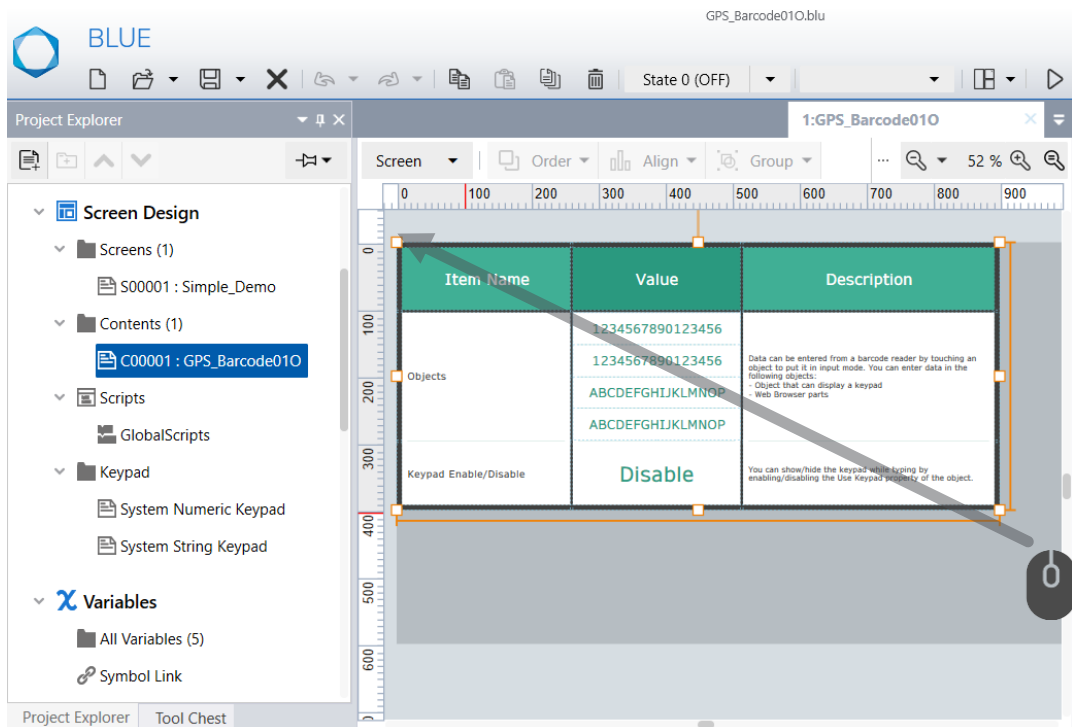 GPS_Barcode01O.blu
BLUE
State 0 (OFF)
Project Explorer
1:GPS_Barcode01O
Screen
Order
Align
Group
...
52 %
Screen Design
Screens (1)
S00001 : Simple_Demo
Contents (1)
C00001 : GPS_Barcode01O
Scripts
GlobalScripts
Keypad
System Numeric Keypad
System String Keypad
Variables
All Variables (5)
Symbol Link
Project Explorer
Tool Chest
0 100 200 300 400 500 600 700 800 900
0
100
200
300
400
500
600
Item Name Value Description
Objects
1234567890123456
1234567890123456
ABCDEFGHIJKLMNOP
ABCDEFGHIJKLMNOP
Data can be entered from a barcode reader by touching an
object to put it in input mode. You can enter data in the
following objects:
- Object that can display a keypad
- Web Browser parts
Keypad Enable/Disable
Disable
You can show/hide the keypad while typing by
enabling/disabling the Use Keypad property of the object.